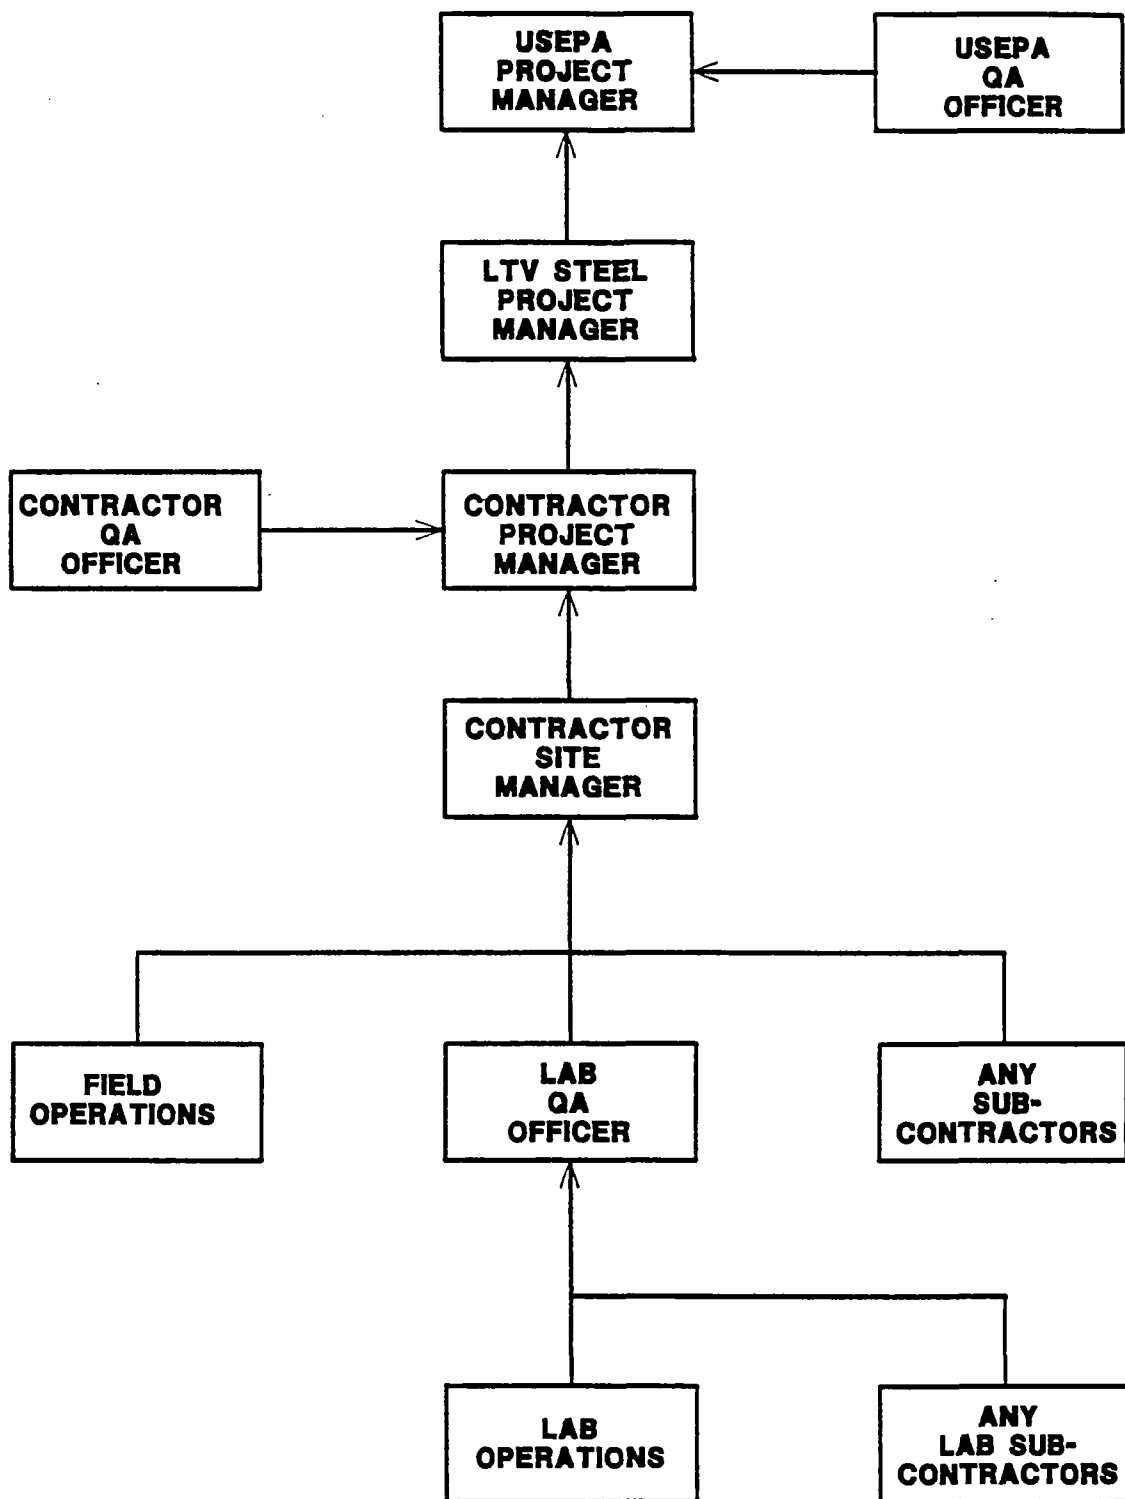 USEPA
PROJECT
MANAGER
USEPA
QA
OFFICER
LTV STEEL
PROJECT
MANAGER
CONTRACTOR
QA
OFFICER
CONTRACTOR
PROJECT
MANAGER
CONTRACTOR
SITE
MANAGER
FIELD
OPERATIONS
LAB
QA
OFFICER
ANY
SUB-
CONTRACTORS
LAB
OPERATIONS
ANY
LAB SUB-
CONTRACTORS